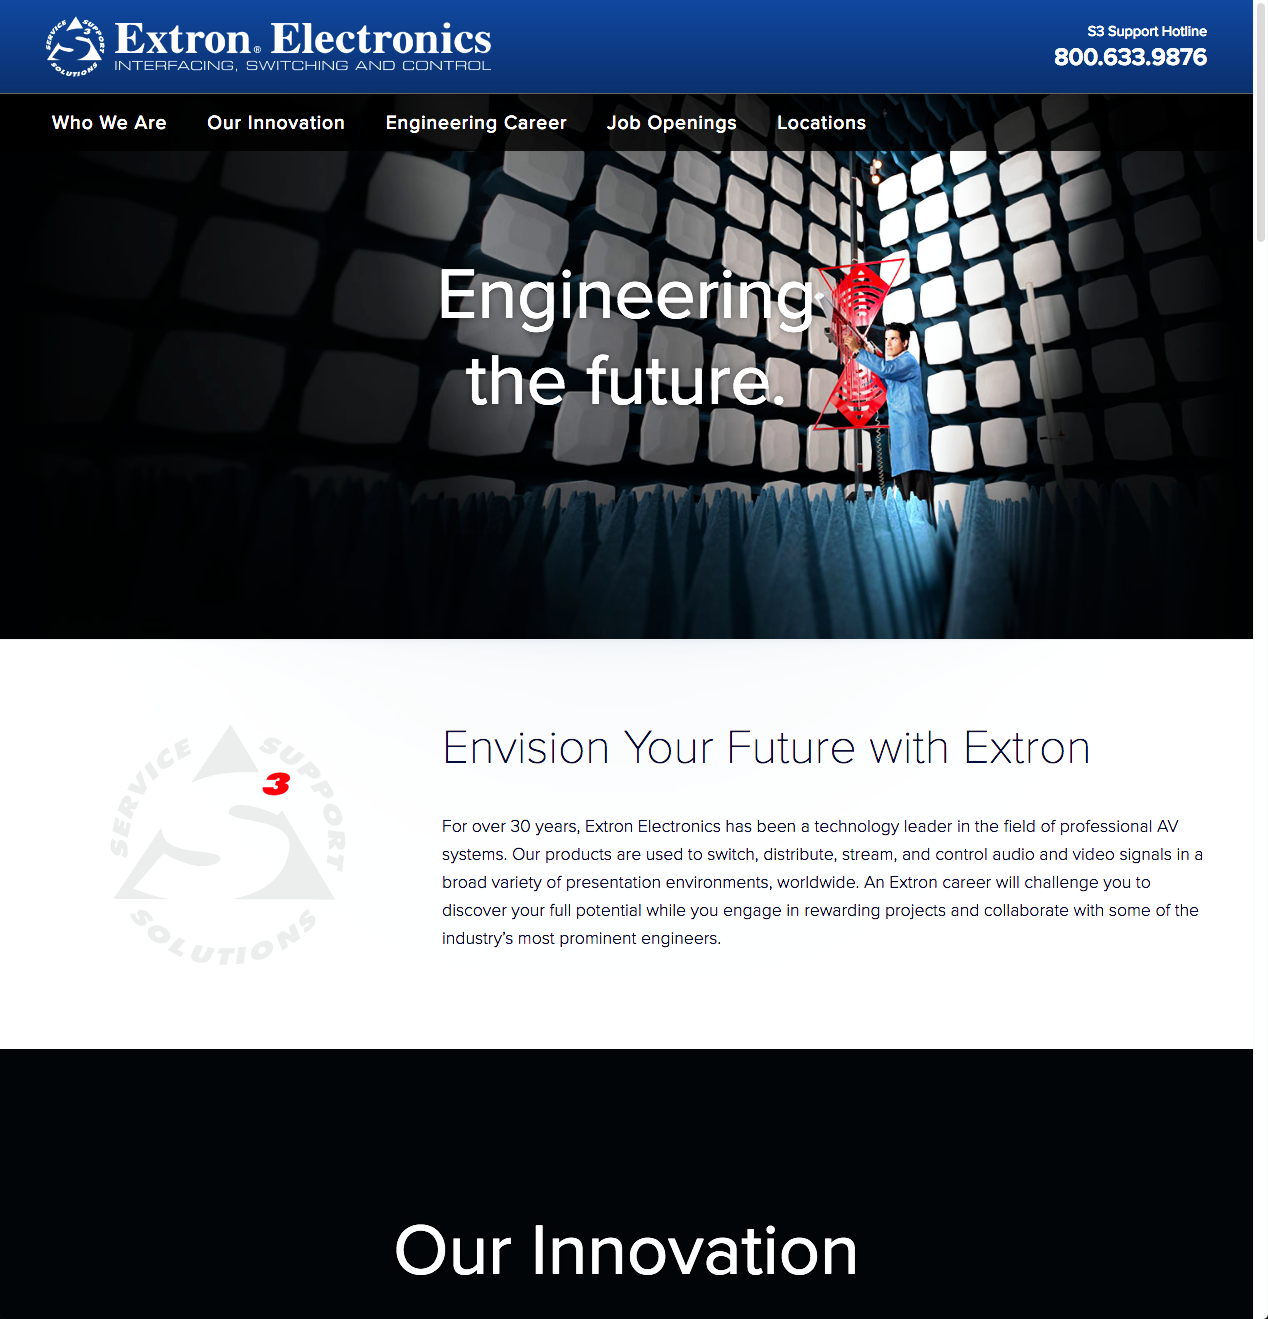 SERVICE SUPPORT SOLUTIONS
S3
Extron® Electronics
INTERFACING, SWITCHING AND CONTROL
S3 Support Hotline
800.633.9876
Who We Are Our Innovation Engineering Career Job Openings Locations
Engineering
the future.
SERVICE SUPPORT SOLUTIONS
S3
Envision Your Future with Extron
For over 30 years, Extron Electronics has been a technology leader in the field of professional AV
systems. Our products are used to switch, distribute, stream, and control audio and video signals in a
broad variety of presentation environments, worldwide. An Extron career will challenge you to
discover your full potential while you engage in rewarding projects and collaborate with some of the
industry’s most prominent engineers.
Our Innovation